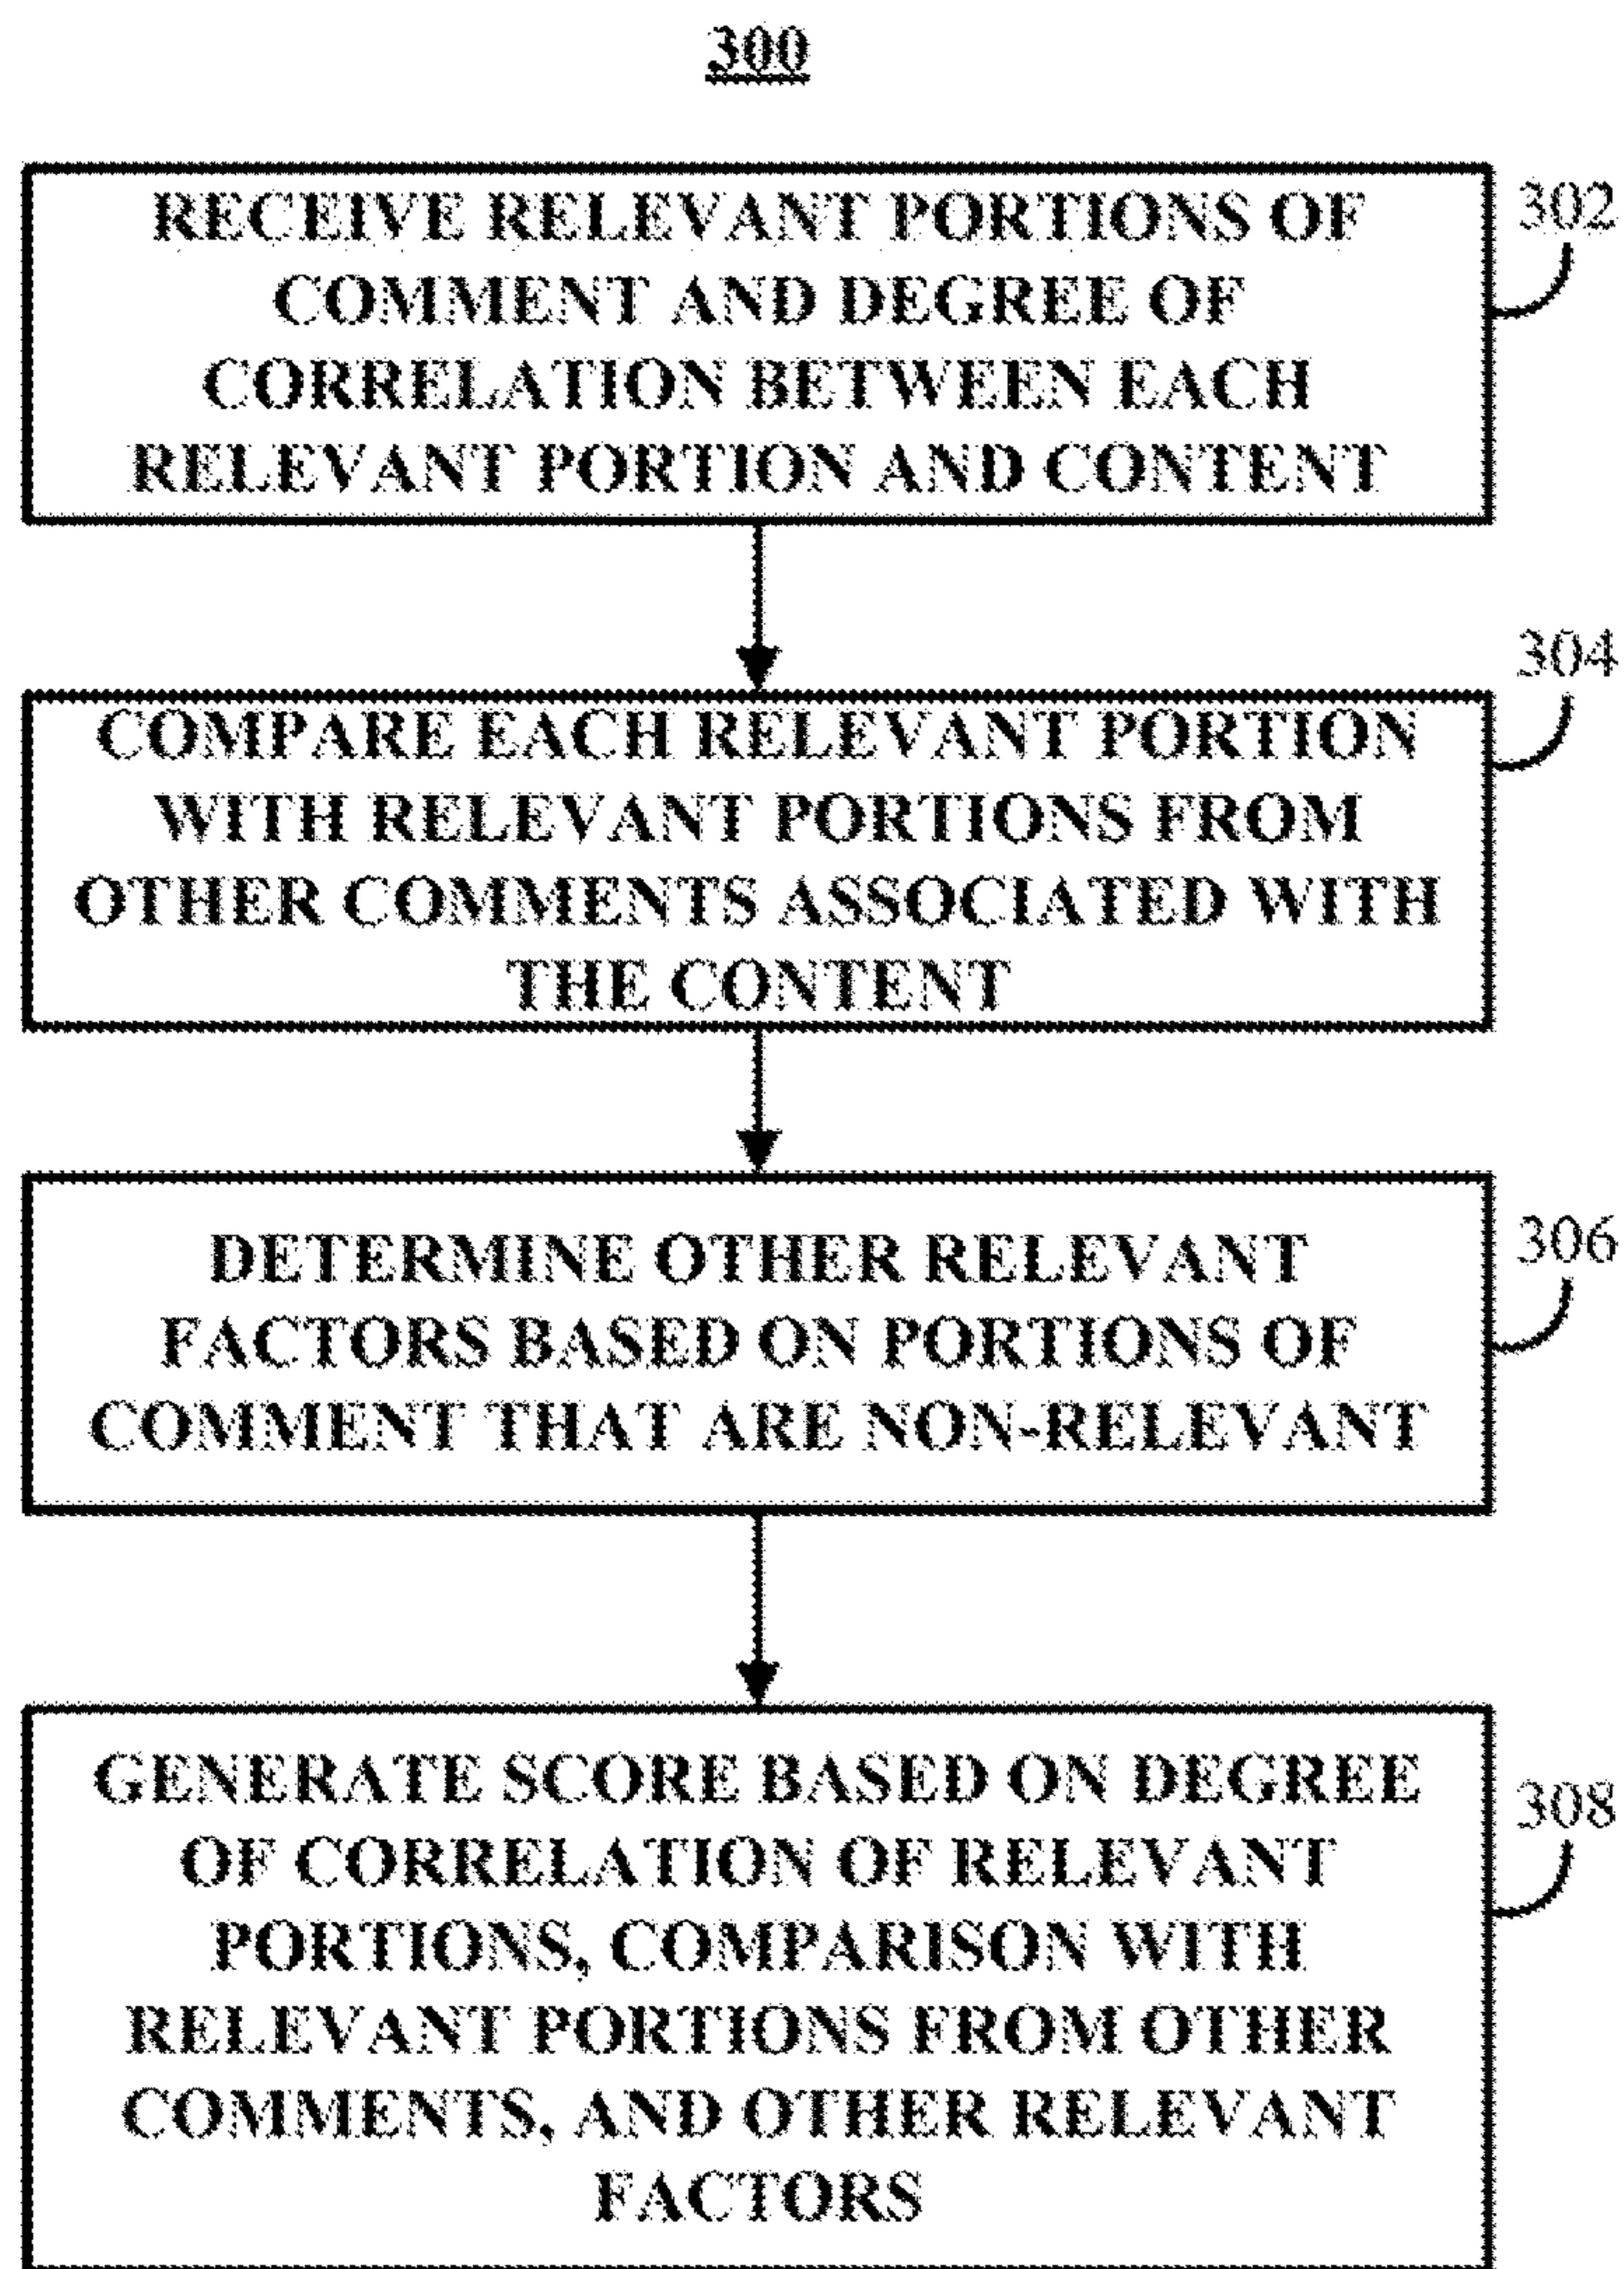 300
RECEIVE RELEVANT PORTIONS OF
COMMENT AND DEGREE OF
CORRELATION BETWEEN EACH
RELEVANT PORTION AND CONTENT
302
COMPARE EACH RELEVANT PORTION
WITH RELEVANT PORTIONS FROM
OTHER COMMENTS ASSOCIATED WITH
THE CONTENT
304
DETERMINE OTHER RELEVANT
FACTORS BASED ON PORTIONS OF
COMMENT THAT ARE NON-RELEVANT
306
GENERATE SCORE BASED ON DEGREE
OF CORRELATION OF RELEVANT
PORTIONS, COMPARISON WITH
RELEVANT PORTIONS FROM OTHER
COMMENTS, AND OTHER RELEVANT
FACTORS
308